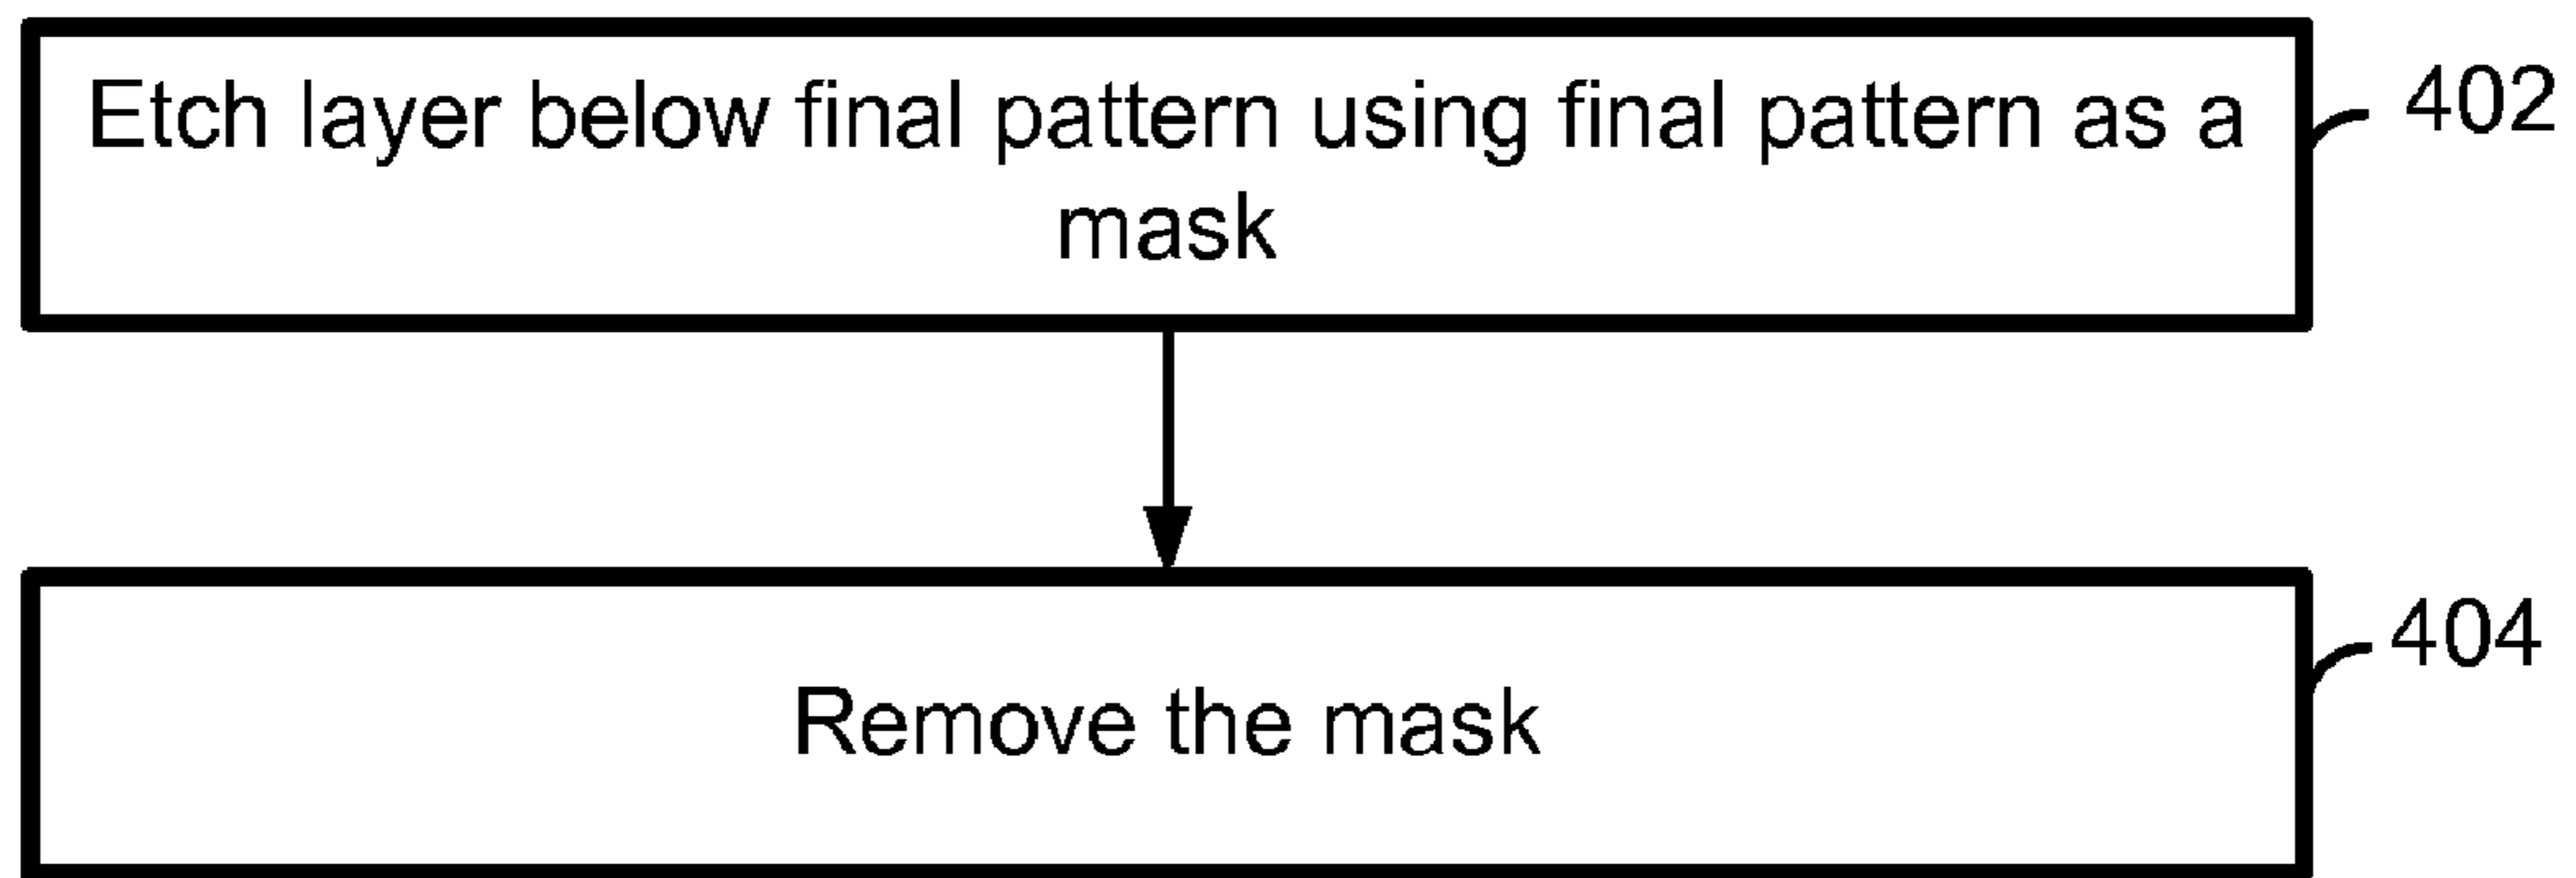 Etch layer below final pattern using final pattern as a
mask
402
Remove the mask
404